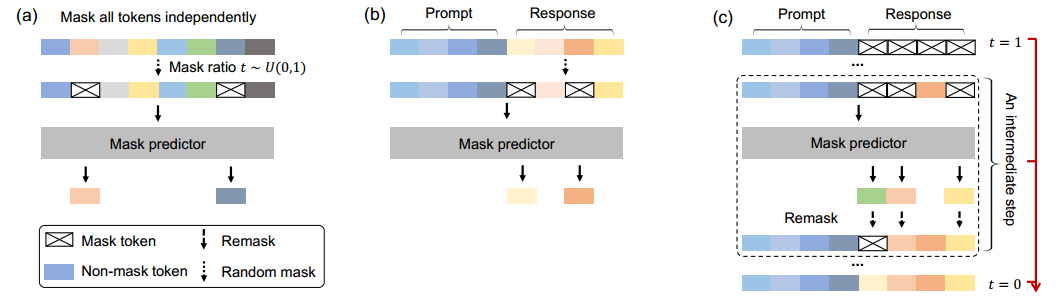 (a) Mask all tokens independently
Mask ratio t ~ U(0,1)
Mask predictor
Mask token
Remask
Non-mask token
Random mask
(b)
Prompt
Response
Mask predictor
(c)
Prompt
Response
t = 1
...
Mask predictor
Remask
An intermediate step
...
t = 0